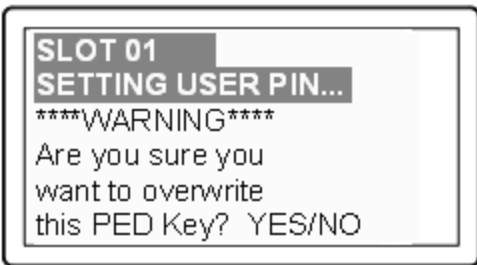 SLOT 01
SETTING USER PIN...
****WARNING****
Are you sure you
want to overwrite
this PED Key?  YES/NO